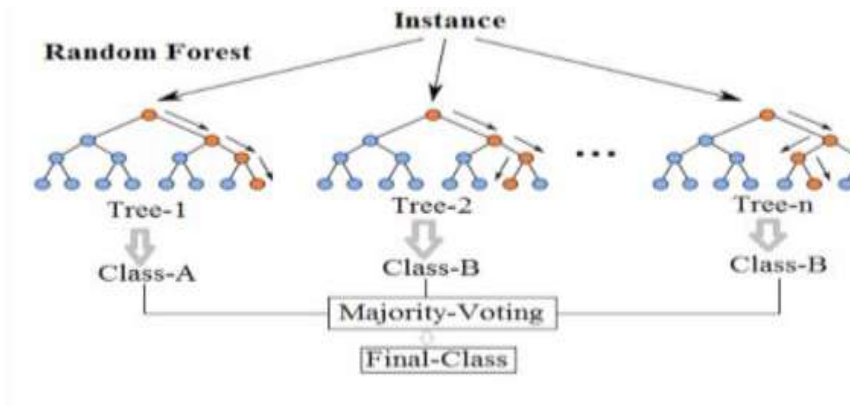 Instance
Random Forest
...
Tree-1
Tree-2
Tree-n
Class-A
Class-B
Class-B
Majority-Voting
Final-Class